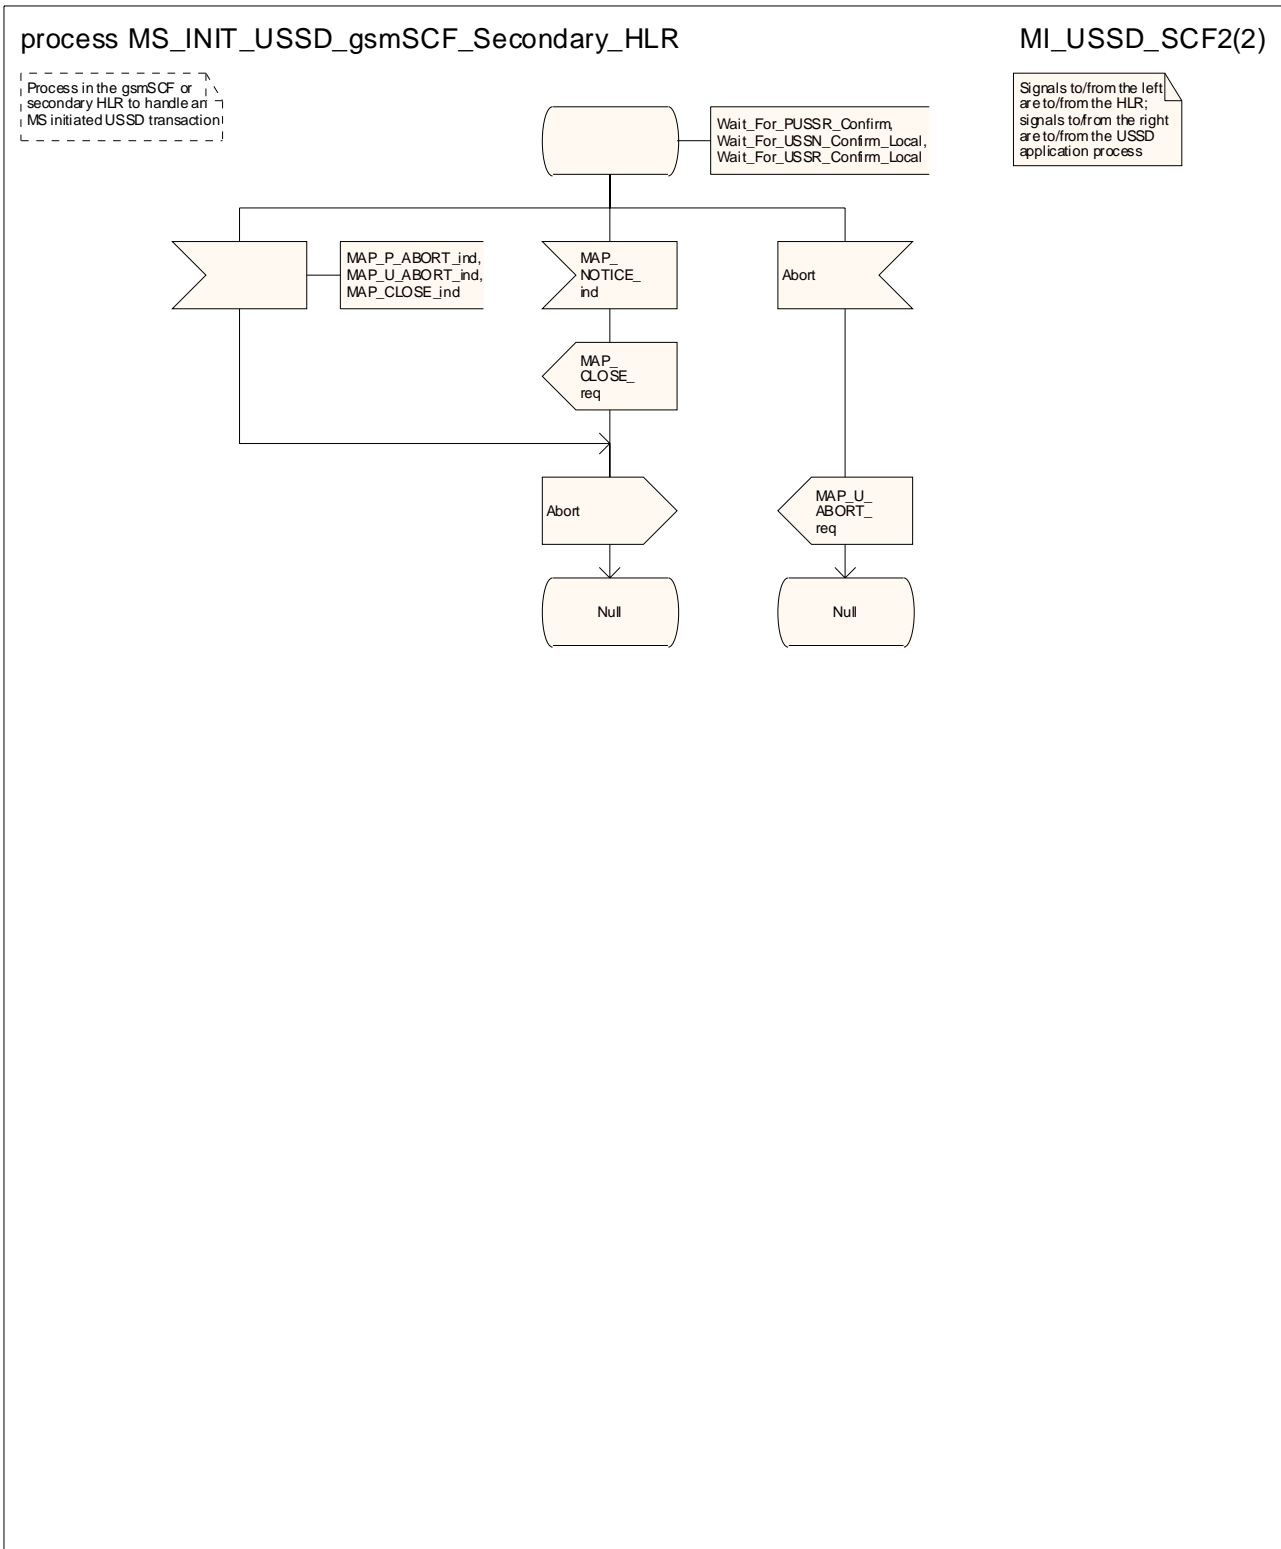 process MS_INIT_USSD_gsmSCF_Secondary_HLR
MI_USSD_SCF2(2)
Process in the gsmSCF or
secondary HLR to handle an
MS initiated USSD transaction
Signals to/from the left
are to/from the HLR;
signals to/from the right
are to/from the USSD
application process
Wait_For_PUSSR_Confirm,
Wait_For_USSN_Confirm_Local,
Wait_For_USSR_Confirm_Local
MAP_P_ABORT_ind,
MAP_U_ABORT_ind,
MAP_CLOSE_ind
MAP_
NOTICE_
ind
Abort
MAP_
CLOSE_
req
Abort
MAP_U_
ABORT_
req
Null
Null